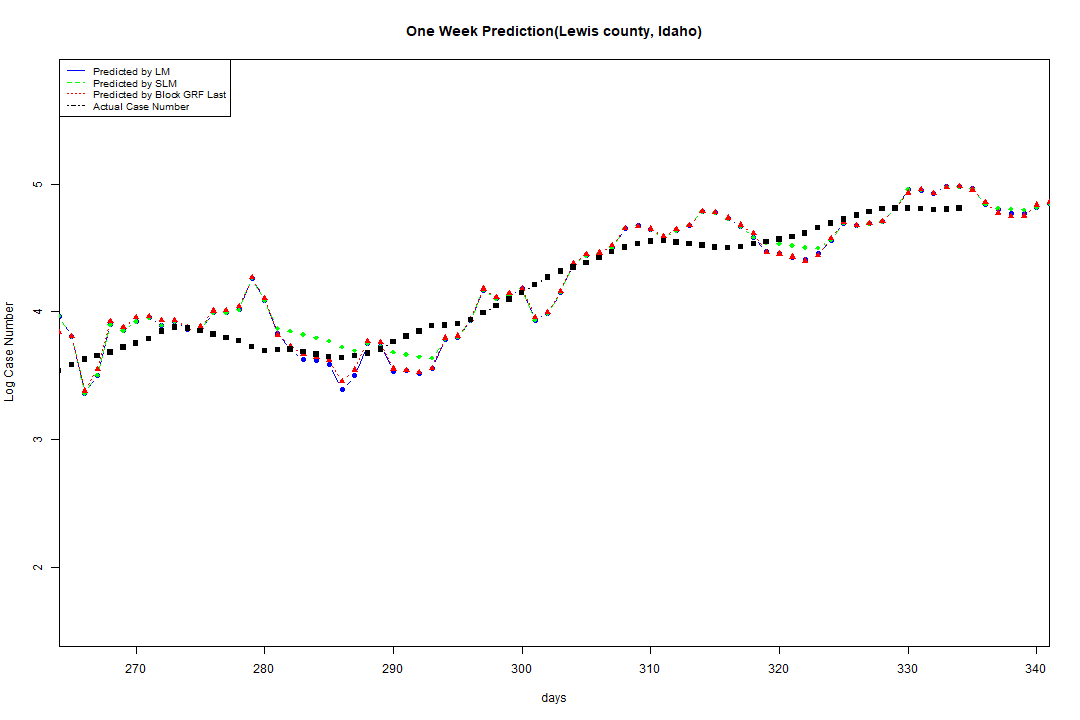 One Week Prediction(Lewis county, Idaho)
Predicted by LM
Predicted by SLM
Predicted by Block GRF Last
Actual Case Number
5
4
3
2
Log Case Number
270 280 290 300 310 320 330 340
days